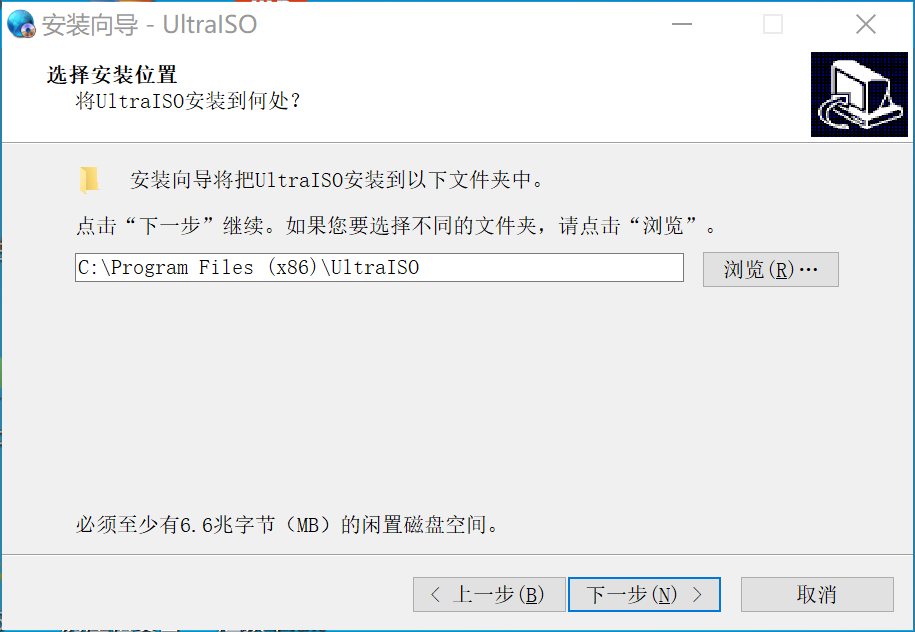 安装向导 - UltraISO
选择安装位置
将UltraISO安装到何处？
安装向导将把UltraISO安装到以下文件夹中。
点击“下一步”继续。如果您要选择不同的文件夹，请点击“浏览”。
C:\Program Files (x86)\UltraISO
浏览(R)…
必须至少有6.6兆字节（MB）的闲置磁盘空间。
< 上一步(B)
下一步(N) >
取消